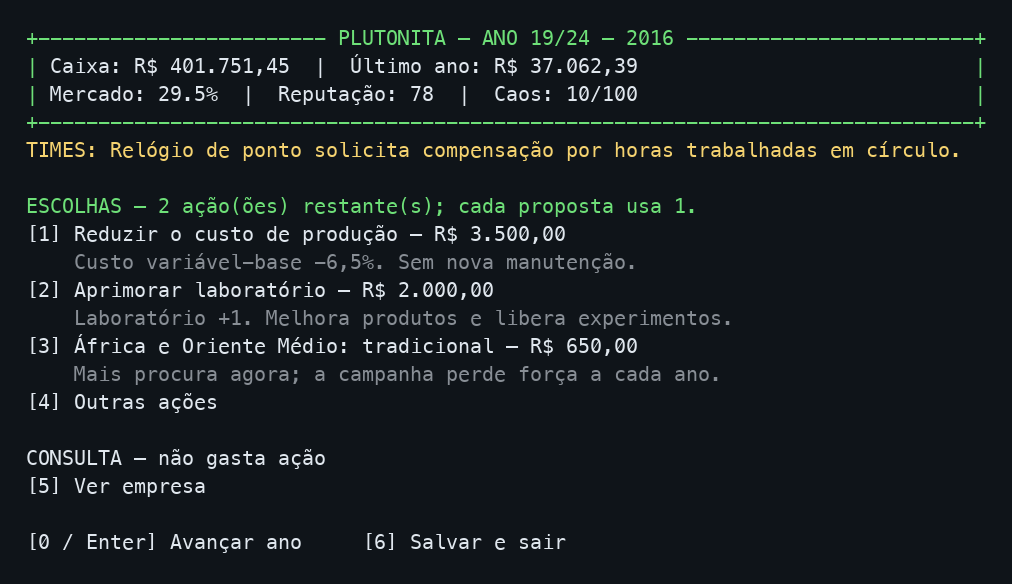 +------------------------ PLUTONITA — ANO 19/24 — 2016 ------------------------+
| Caixa: R$ 401.751,45  |  Último ano: R$ 37.062,39                            |
| Mercado: 29.5%  |  Reputação: 78  |  Caos: 10/100                            |
+------------------------------------------------------------------------------+
TIMES: Relógio de ponto solicita compensação por horas trabalhadas em círculo.
ESCOLHAS — 2 ação(ões) restante(s); cada proposta usa 1.
[1] Reduzir o custo de produção — R$ 3.500,00
    Custo variável-base -6,5%. Sem nova manutenção.
[2] Aprimorar laboratório — R$ 2.000,00
    Laboratório +1. Melhora produtos e libera experimentos.
[3] África e Oriente Médio: tradicional — R$ 650,00
    Mais procura agora; a campanha perde força a cada ano.
[4] Outras ações
CONSULTA — não gasta ação
[5] Ver empresa
[0 / Enter] Avançar ano     [6] Salvar e sair